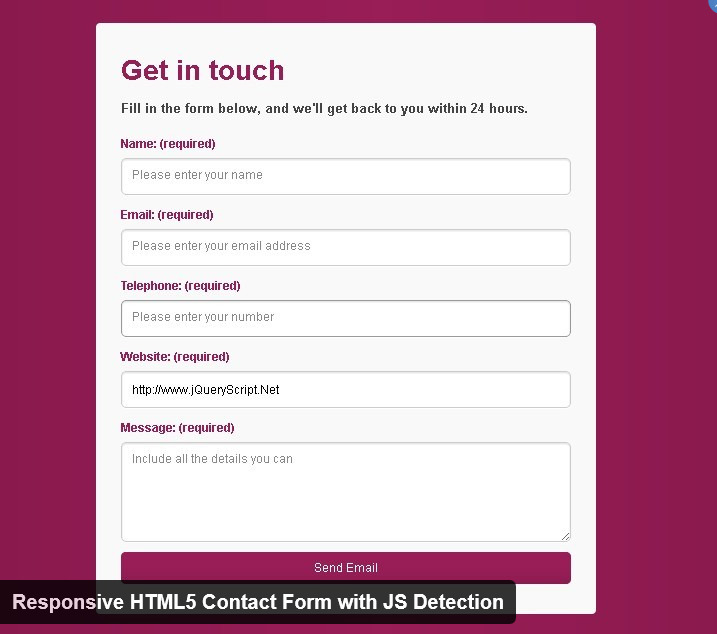 Get in touch
Fill in the form below, and we'll get back to you within 24 hours.
Name: (required)
Please enter your name
Email: (required)
Please enter your email address
Telephone: (required)
Please enter your number
Website: (required)
http://www.jQueryScript.Net
Message: (required)
Include all the details you can
Send Email
Responsive HTML5 Contact Form with JS Detection